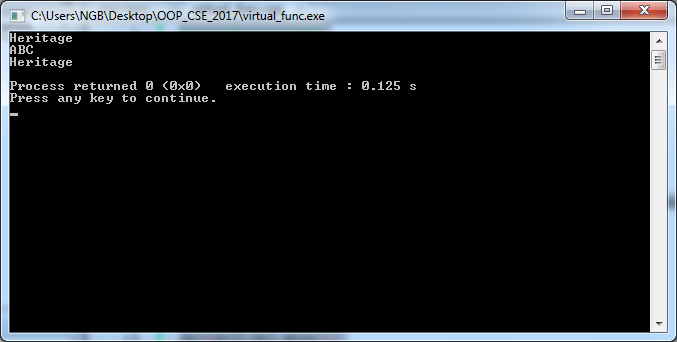 C:\Users\NGB\Desktop\OOP_CSE_2017\virtual_func.exe
Heritage
ABC
Heritage
Process returned 0 (0x0)   execution time : 0.125 s
Press any key to continue.